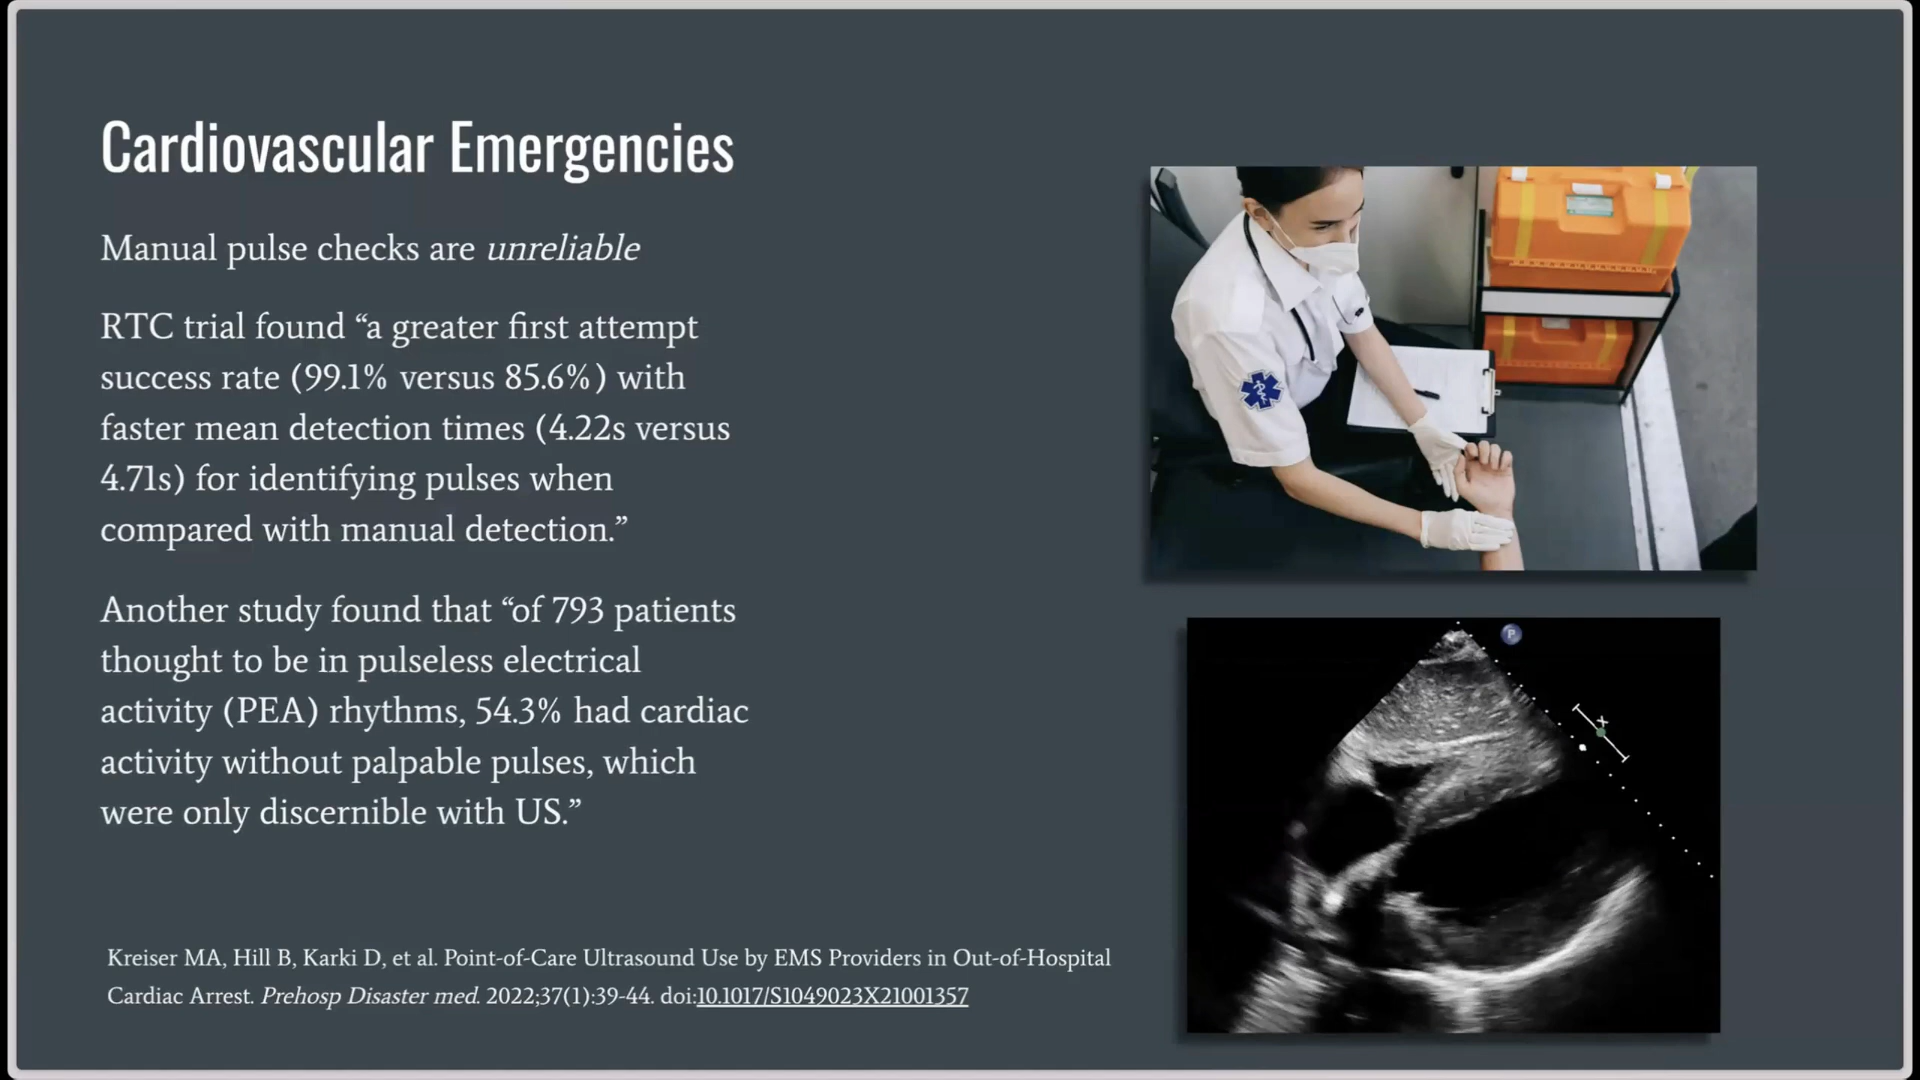 Cardiovascular Emergencies
Manual pulse checks are unreliable
RTC trial found “a greater first attempt
success rate (99.1% versus 85.6%) with
faster mean detection times (4.22s versus
4.71s) for identifying pulses when
compared with manual detection.”
Another study found that “of 793 patients
thought to be in pulseless electrical
activity (PEA) rhythms, 54.3% had cardiac
activity without palpable pulses, which
were only discernible with US.”
Kreiser MA, Hill B, Karki D, et al. Point-of-Care Ultrasound Use by EMS Providers in Out-of-Hospital
Cardiac Arrest. Prehosp Disaster med. 2022;37(1):39-44. doi:10.1017/S1049023X21001357
P
x